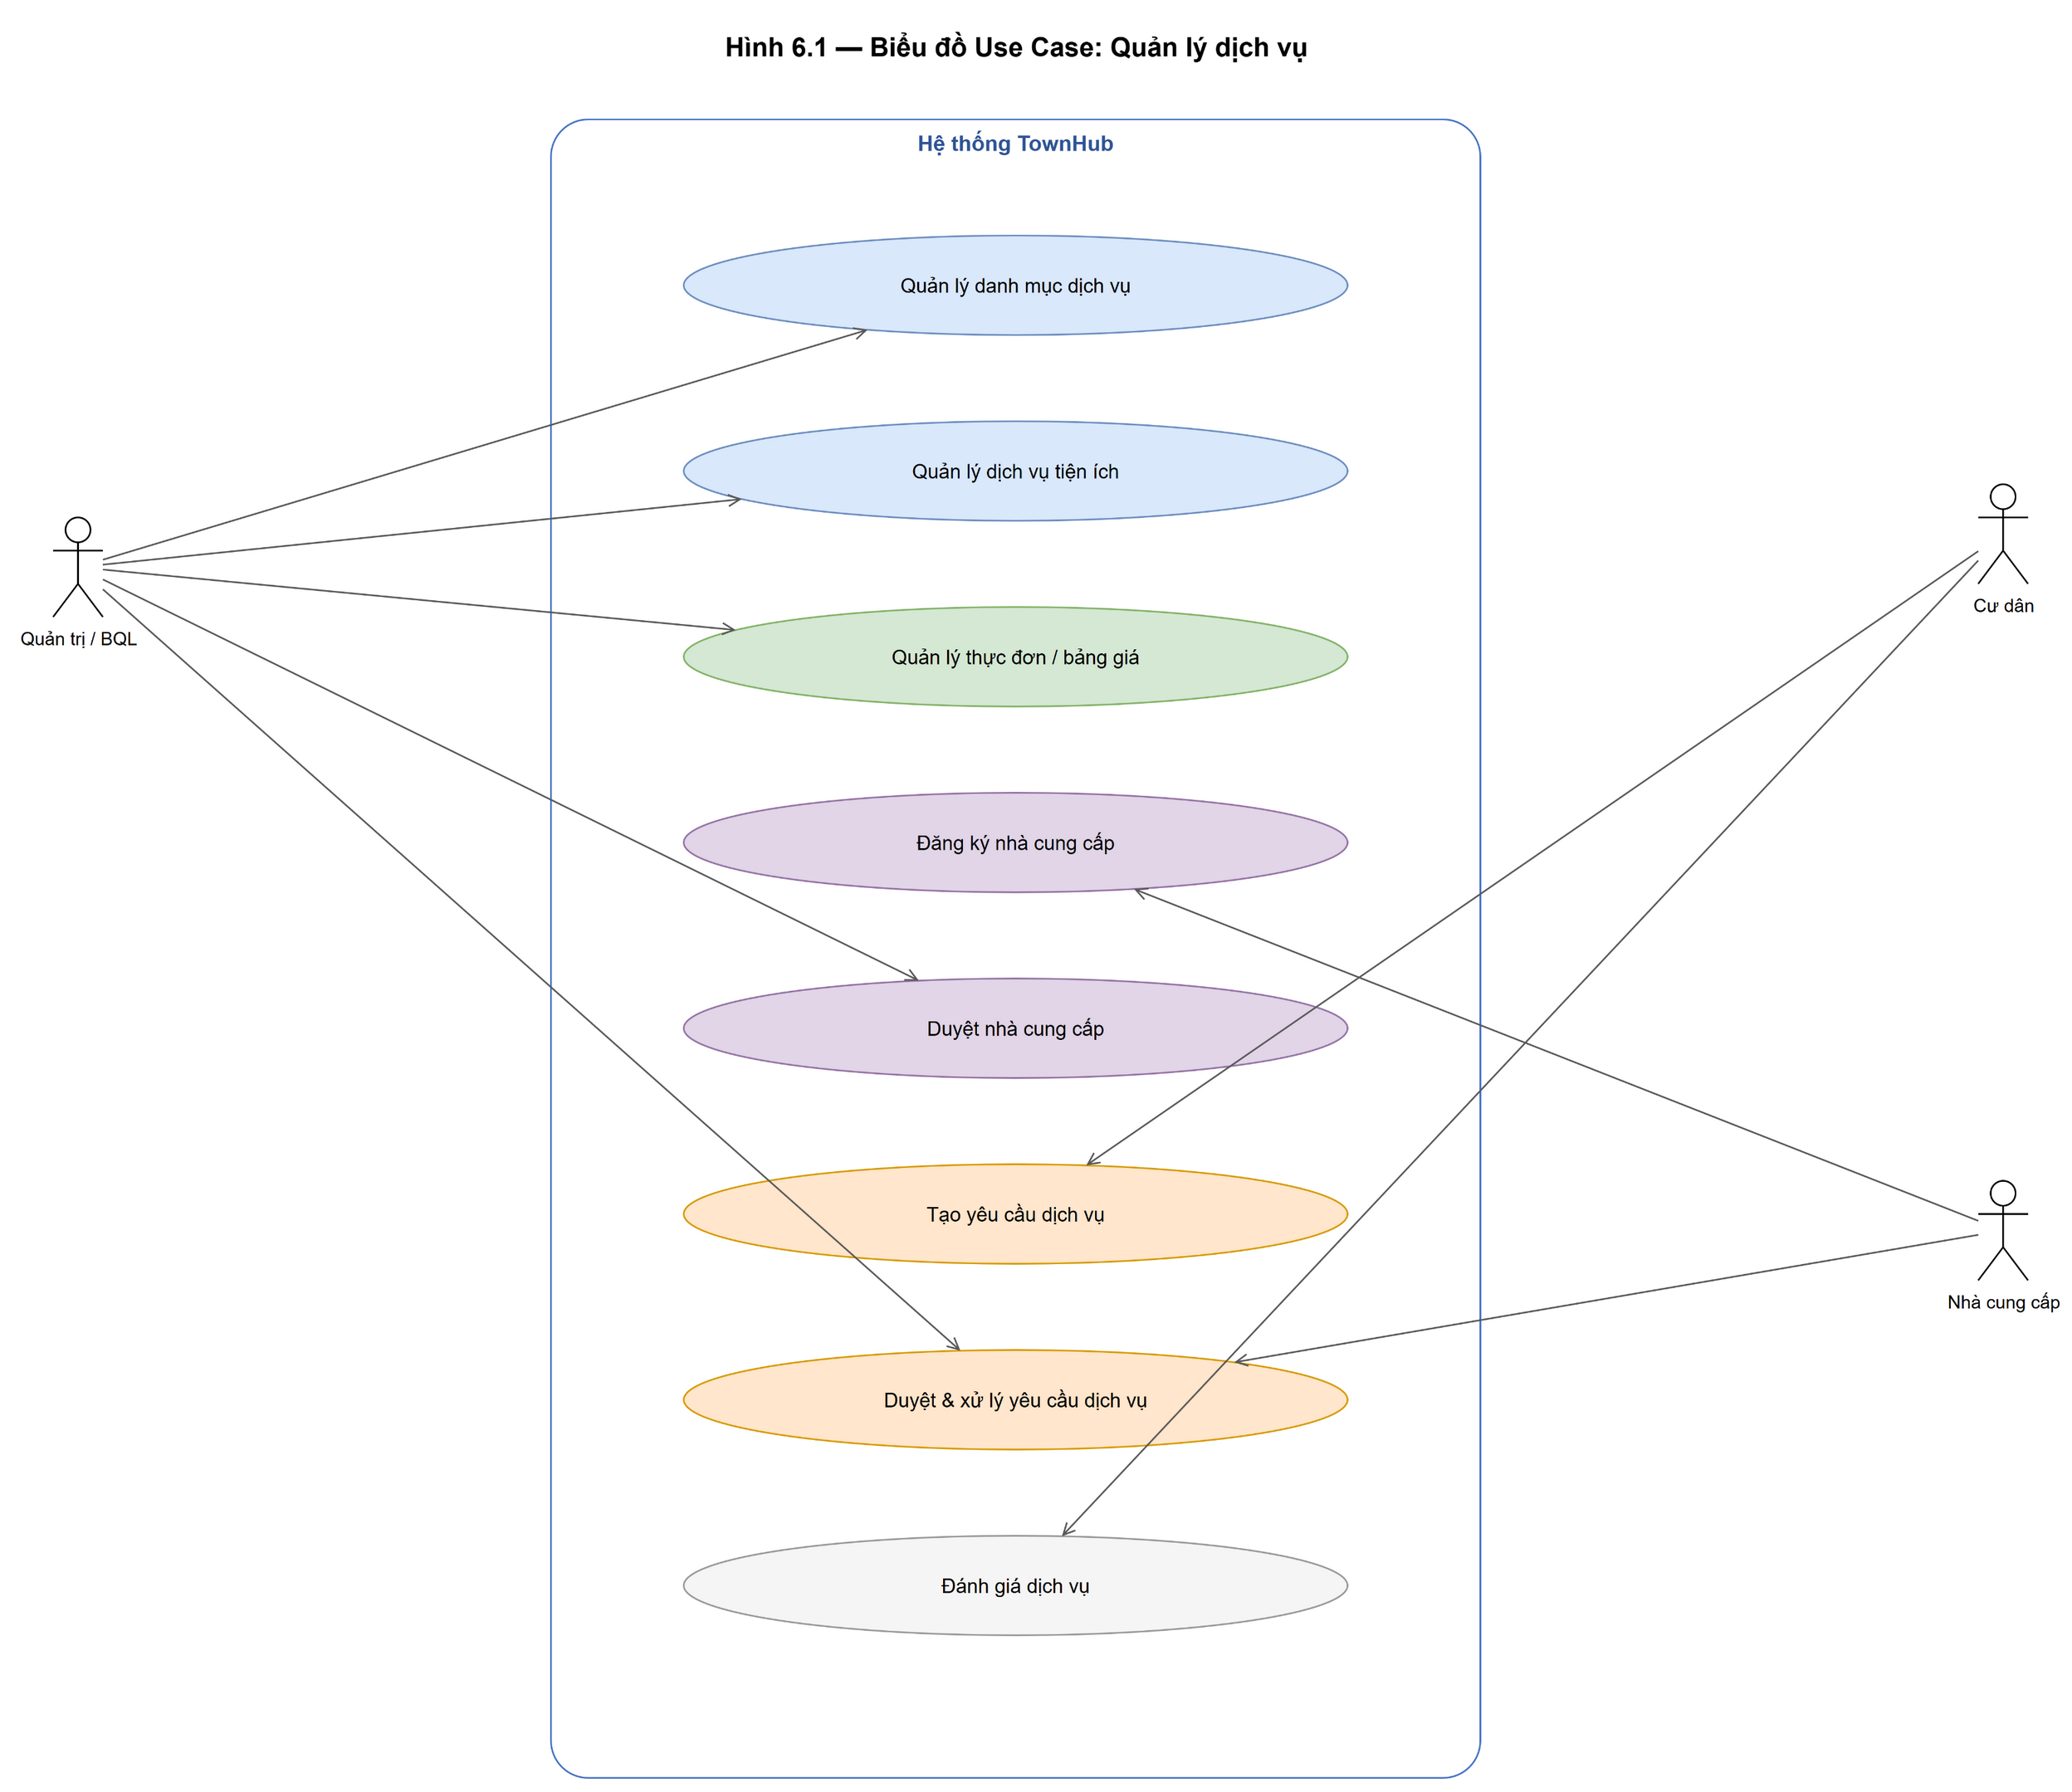 Hình 6.1 — Biểu đồ Use Case: Quản lý dịch vụ
Hệ thống TownHub
Quản lý danh mục dịch vụ
Quản lý dịch vụ tiện ích
Quản trị / BQL
Cư dân
Quản lý thực đơn / bảng giá
Đăng ký nhà cung cấp
Duyệt nhà cung cấp
Tạo yêu cầu dịch vụ
Nhà cung cấp
Duyệt & xử lý yêu cầu dịch vụ
Đánh giá dịch vụ